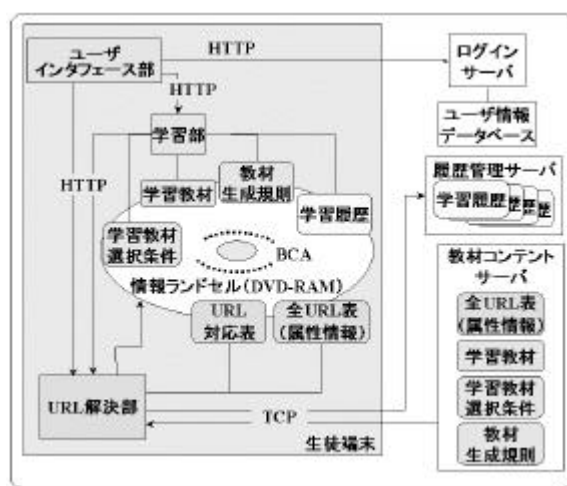 ユーザ
インタフェース部
HTTP
ログイン
サーバ
HTTP
ユーザ情報
データベース
学習部
HTTP
学習教材
教材
生成規則
学習履歴
履歴管理サーバ
学習履歴
歴
歴
学習教材
選択条件
BCA
情報ランドセル(DVD-RAM)
URL
対応表
全URL表
(属性情報)
教材コンテント
サーバ
全URL表
(属性情報)
学習教材
学習教材
選択条件
教材
生成規則
URL解決部
TCP
生徒端末